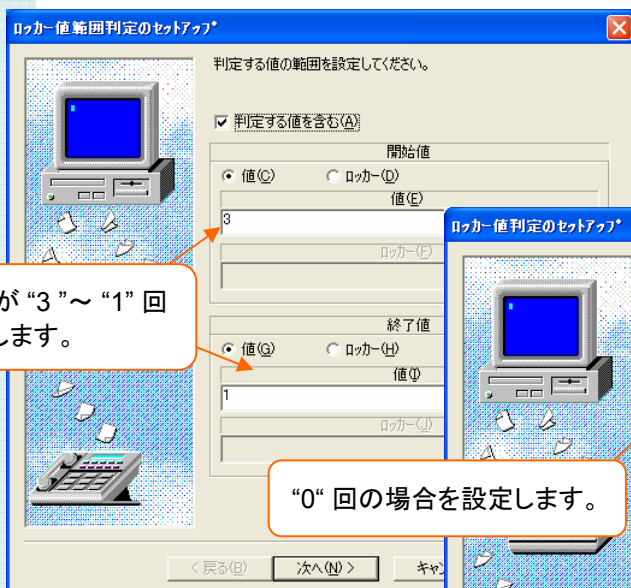 ロッカー値範囲判定のセットアップ
判定する値の範囲を設定してください。
判定する値を含む(A)
開始値
値(C) ロッカー(D)
値(E)
3
ロッカー(F)
が “3 ”～ “1” 回
します。
終了値
値(G) ロッカー(H)
値(I)
1
ロッカー(J)
< 戻る(B) 次へ(N) > キャン
ロッカー値判定のセットアップ
“0“ 回の場合を設定します。